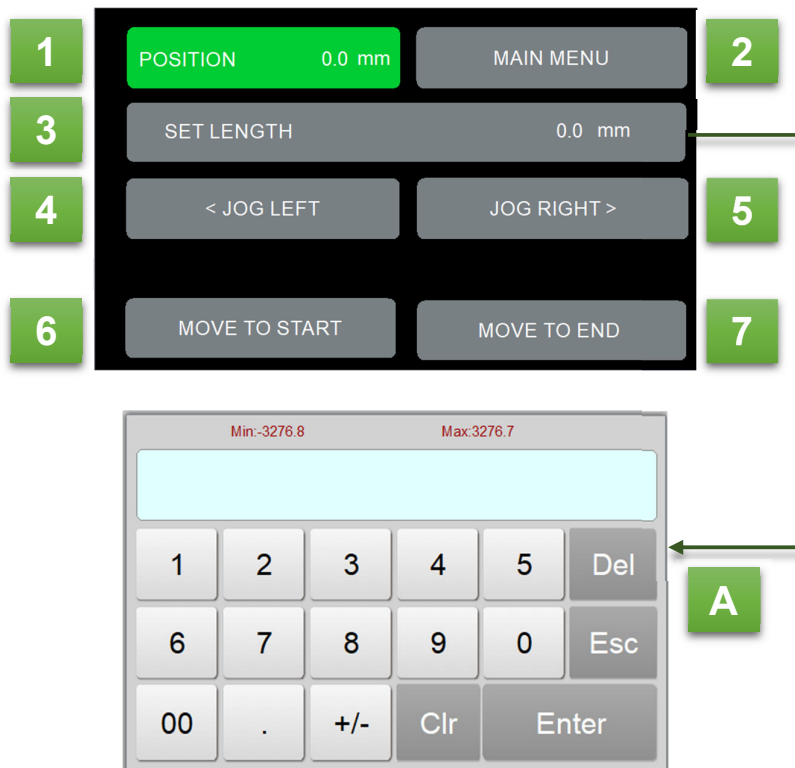 1 POSITION 0.0 mm MAIN MENU 2
3 SET LENGTH 0.0 mm
4 < JOG LEFT JOG RIGHT > 5
6 MOVE TO START MOVE TO END 7
Min:-3276.8 Max:3276.7
1 2 3 4 5 Del
A
6 7 8 9 0 Esc
00 . +/- Clr Enter